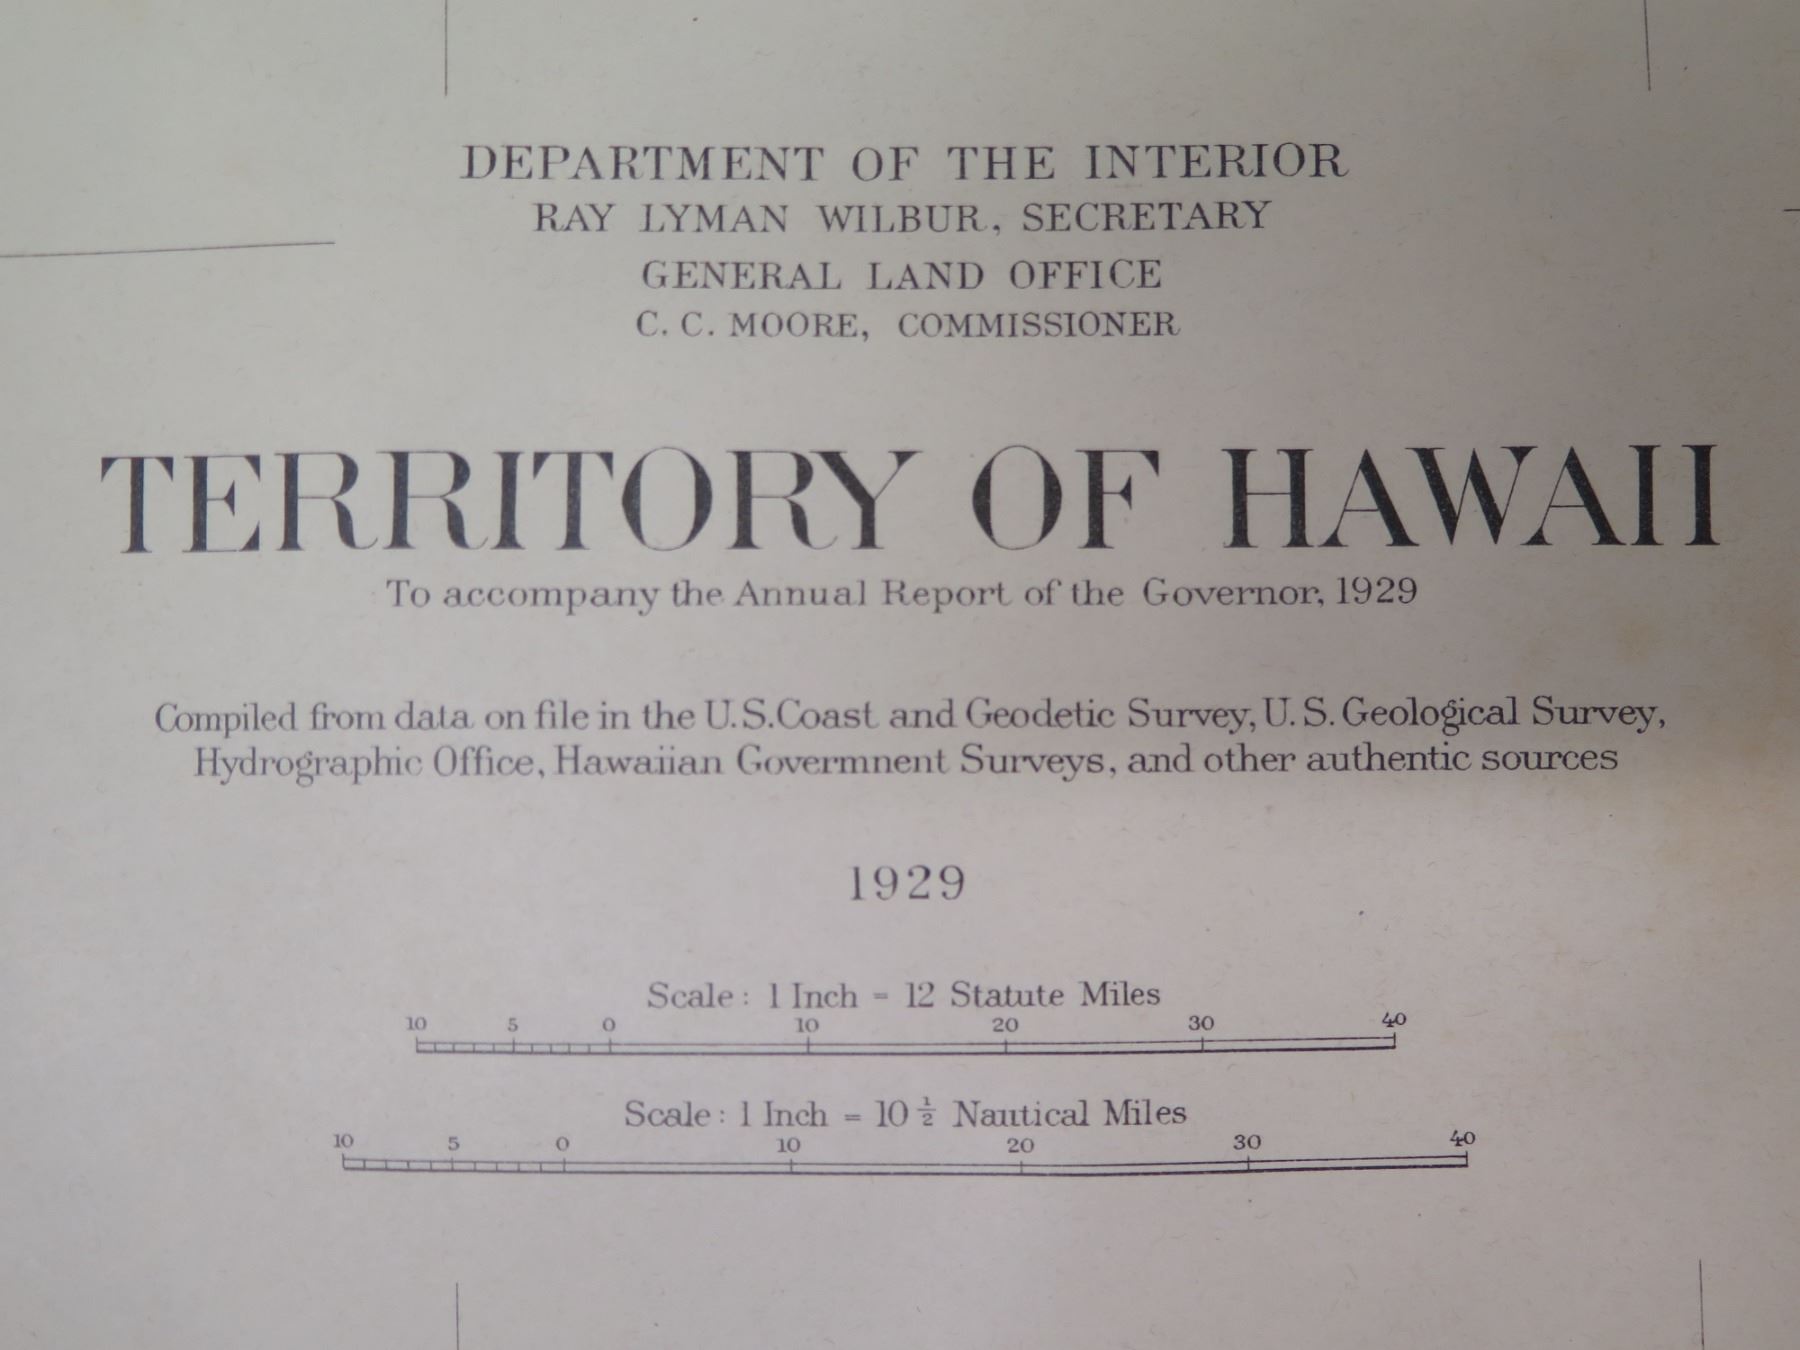 DEPARTMENT OF THE INTERIOR
RAY LYMAN WILBUR, SECRETARY
GENERAL LAND OFFICE
C. C. MOORE, COMMISSIONER
TERRITORY OF HAWAII
To accompany the Annual Report of the Governor, 1929
Compiled from data on file in the U.S.Coast and Geodetic Survey, U.S. Geological Survey,
Hydrographic Office, Hawaiian Govermnent Surveys, and other authentic sources
1929
Scale: 1 Inch = 12 Statute Miles
10 5 0 10 20 30 40
Scale: 1 Inch = 10 ½ Nautical Miles
10 5 0 10 20 30 40